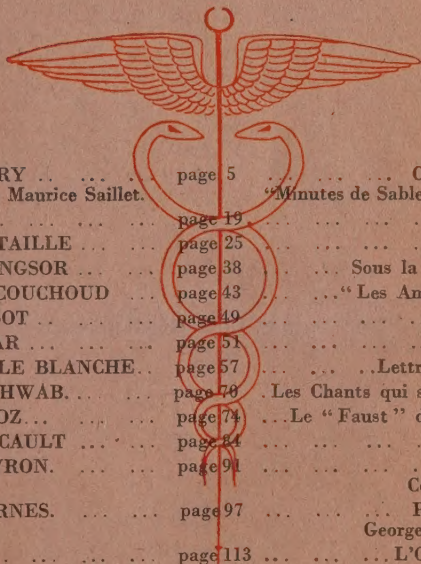 RY .. ... ... page 5 ... ... ...
Maurice Saillet. "Minutes de Sable
... ... ... page 19 ... ... ...
TAILLE ... ... page 25 ... ... ...
NGSOR ... ... page 38 ... ... Sous la
COUCHOUD ... page 43 ... ..."Les An
BOT .. ... ... page 49 ... ... ...
AR ... ... ... page 51 ... ... ...
LE BLANCHE.. page 57 ... ... ...Lettr
HWAB. ... ... page 70 Les Chants qui s
OZ... ... ... page 74 ...Le "Faust" d
CAULT ... ... page 84 ... ... ...
YRON. ... ... page 91 ... ... ...
RNES. ... ... page 97 ... ... ...
George
... ... ... page 113 ... ... ...L'O